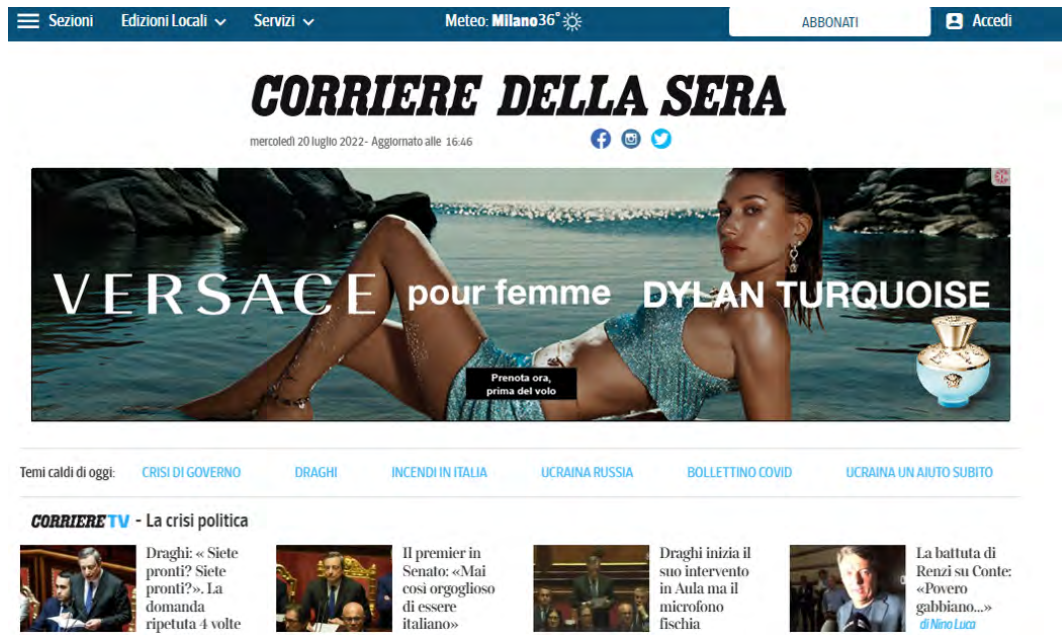 Sezioni Edizioni Locali Servizi Meteo: Milano 36° ABBONATI Accedi
CORRIERE DELLA SERA
mercoledì 20 luglio 2022- Aggiornato alle 16:46
VERSACE pour femme DYLAN TURQUOISE
Prenota ora,
prima del volo
Temi caldi di oggi: CRISI DI GOVERNO DRAGHI INCENDI IN ITALIA UCRAINA RUSSIA BOLLETTINO COVID UCRAINA UN AIUTO SUBITO
CORRIERE TV - La crisi politica
Draghi: « Siete
pronti? Siete
pronti?». La
domanda
ripetuta 4 volte
Il premier in
Senato: «Mai
così orgoglioso
di essere
italiano»
Draghi inizia il
suo intervento
in Aula ma il
microfono
fischia
La battuta di
Renzi su Conte:
«Povero
gabbiano...»
di Nino Luca